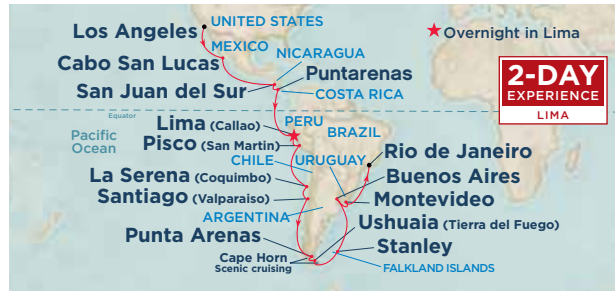 Los Angeles
UNITED STATES
★Overnight in Lima
MEXICO
Cabo San Lucas
NICARAGUA
San Juan del Sur
Puntarenas
COSTA RICA
2-DAY
EXPERIENCE
LIMA
Equator
Pacific
Ocean
PERU
Lima (Callao)
BRAZIL
Pisco (San Martin)
Rio de Janeiro
CHILE
URUGUAY
La Serena (Coquimbo)
Buenos Aires
Santiago (Valparaiso)
Montevideo
ARGENTINA
Ushuaia (Tierra del Fuego)
Punta Arenas
Stanley
Cape Horn
Scenic cruising
FALKLAND ISLANDS